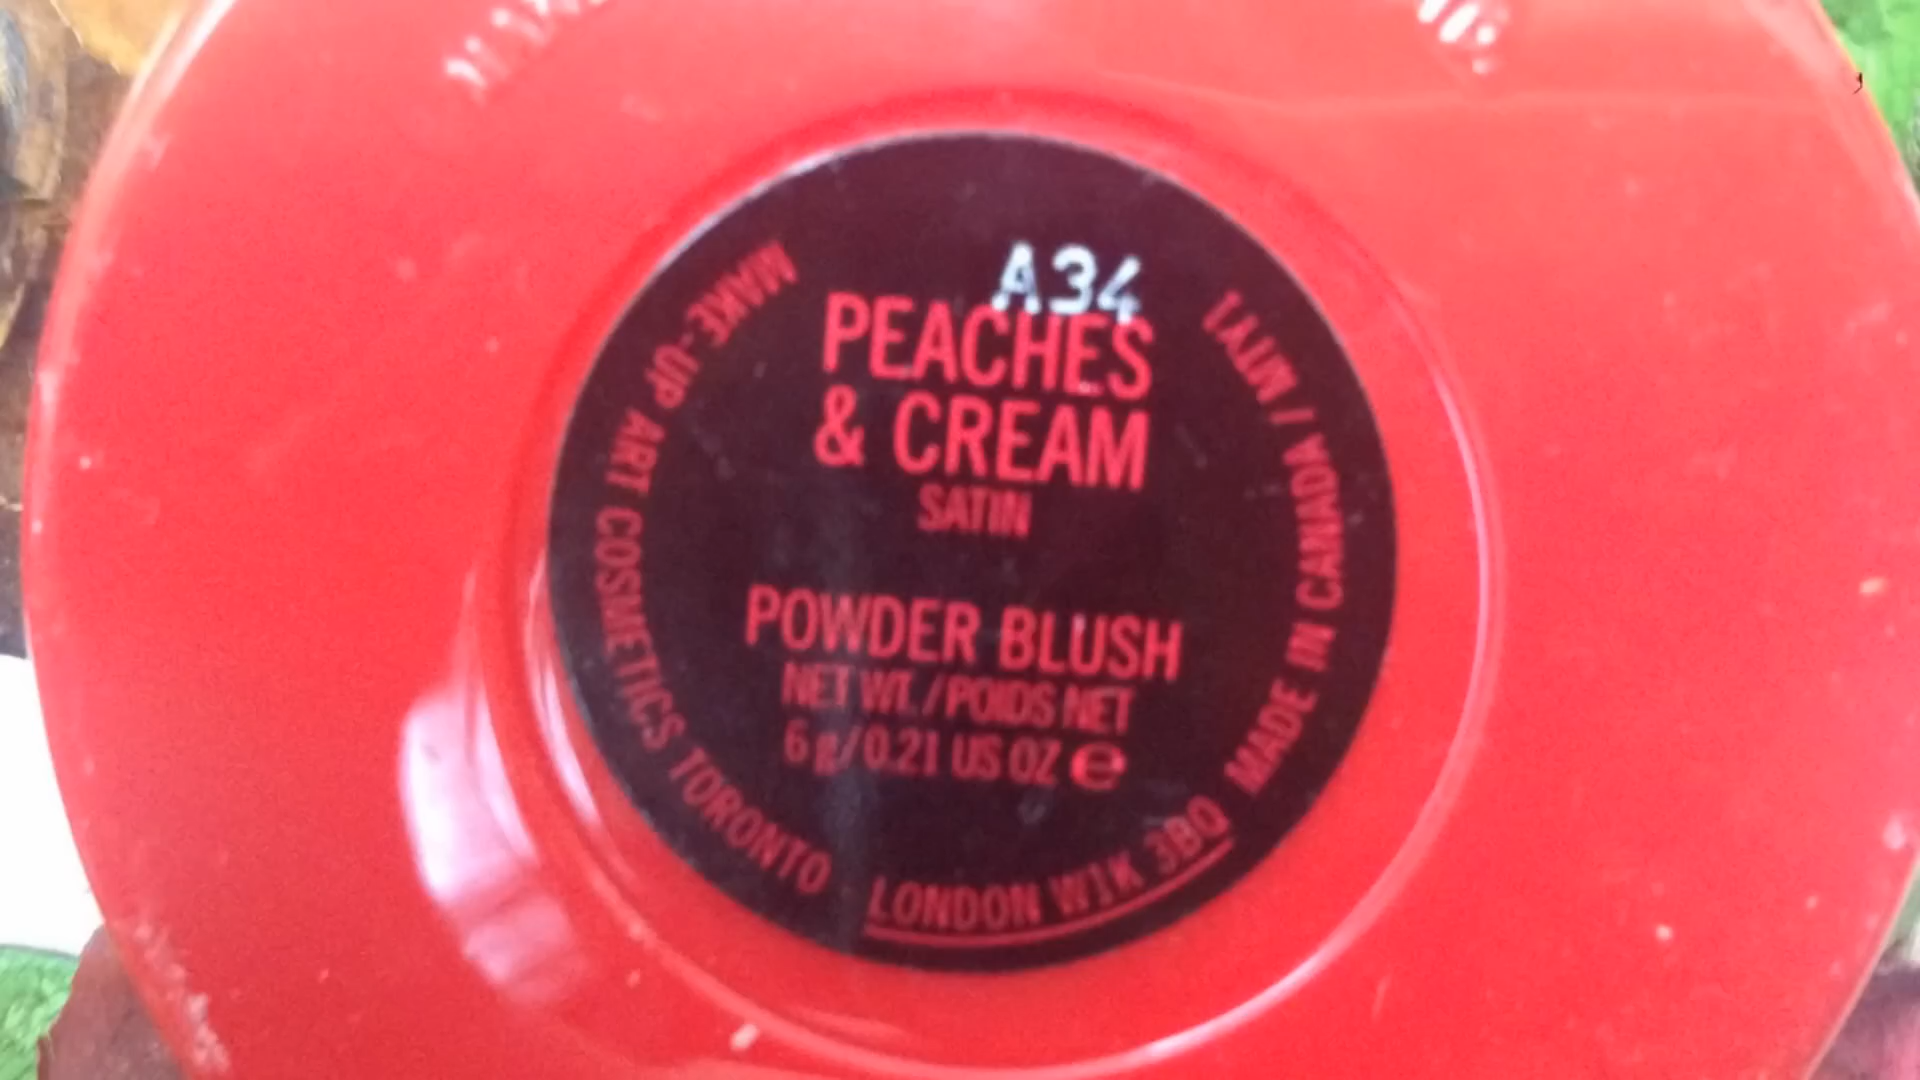 A34
PEACHES
& CREAM
SATIN
POWDER BLUSH
NET WT./POIDS NET
6 g/0.21 US OZ e
MAKE-UP ART COSMETICS TORONTO
LONDON W1K 3BQ
MADE IN CANADA /